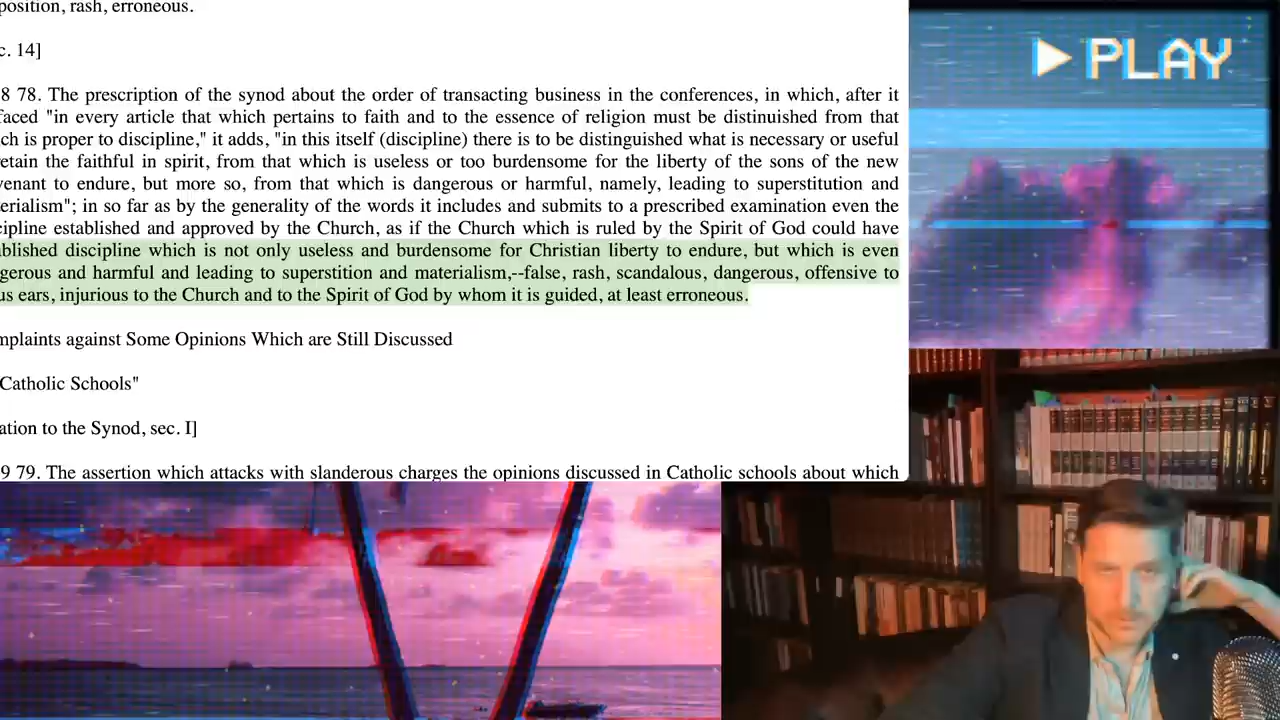 position, rash, erroneous.
c. 14]
8 78. The prescription of the synod about the order of transacting business in the conferences, in which, after it
faced "in every article that which pertains to faith and to the essence of religion must be distinuished from that
ch is proper to discipline," it adds, "in this itself (discipline) there is to be distinguished what is necessary or useful
etain the faithful in spirit, from that which is useless or too burdensome for the liberty of the sons of the new
venant to endure, but more so, from that which is dangerous or harmful, namely, leading to superstitution and
erialism"; in so far as by the generality of the words it includes and submits to a prescribed examination even the
cipline established and approved by the Church, as if the Church which is ruled by the Spirit of God could have
ablished discipline which is not only useless and burdensome for Christian liberty to endure, but which is even
gerous and harmful and leading to superstition and materialism,--false, rash, scandalous, dangerous, offensive to
us ears, injurious to the Church and to the Spirit of God by whom it is guided, at least erroneous.
mplaints against Some Opinions Which are Still Discussed
Catholic Schools"
ation to the Synod, sec. I]
9 79. The assertion which attacks with slanderous charges the opinions discussed in Catholic schools about which
PLAY